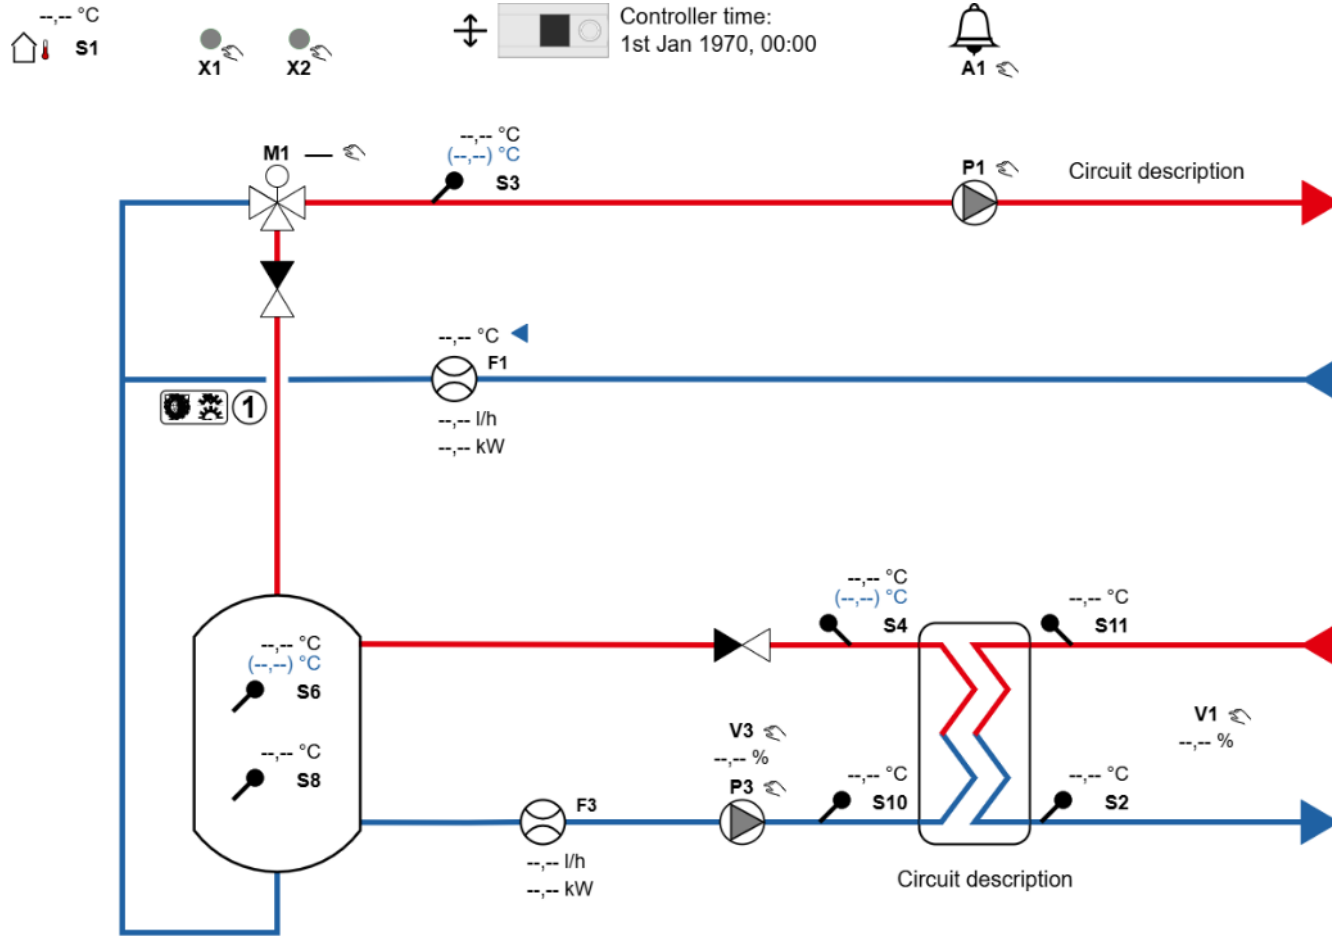 --,-- °C
S1
X1
X2
Controller time:
1st Jan 1970, 00:00
A1
M1
--,-- °C
(--,--) °C
S3
P1
Circuit description
--,-- °C
F1
--,-- l/h
--,-- kW
1
--,-- °C
(--,--) °C
S6
--,-- °C
S8
--,-- °C
(--,--) °C
S4
--,-- °C
S11
V3
--,-- %
P3
--,-- °C
S10
--,-- °C
S2
V1
--,-- %
F3
--,-- l/h
--,-- kW
Circuit description